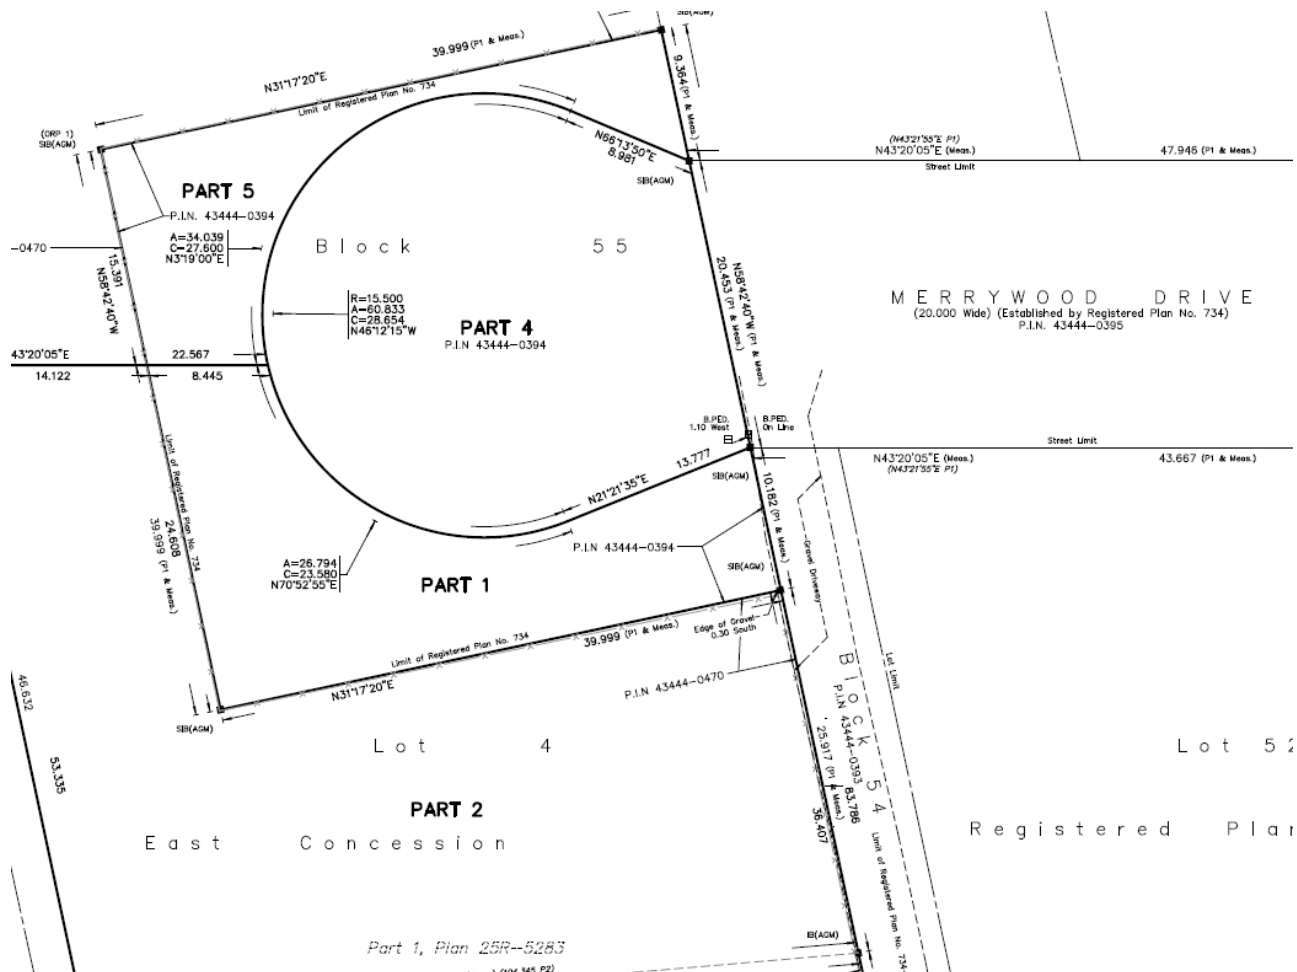 SIB(AGM)
39.999 (P1 & Meas.)
N31°17'20"E
Limit of Registered Plan No. 734
9.364 (P1 & Meas.)
(ORP 1)
SIB(AGM)
N66°13'50"E
8.981
(N43°21'55"E P1)
N43°20'05"E (Meas.)
47.946 (P1 & Meas.)
Street Limit
SIB(AGM)
PART 5
P.I.N. 43444-0394
-0470
A=34.039
C=27.600
N3°19'00"E
Block 55
15.391
N58°42'40"W
R=15.500
A=60.833
C=28.654
N46°12'15"W
PART 4
P.I.N 43444-0394
N58°42'40"W (P1 & Meas.)
20.453 (P1 & Meas.)
MERRYWOOD DRIVE
(20.000 Wide) (Established by Registered Plan No. 734)
P.I.N. 43444-0395
43°20'05"E
22.567
14.122
8.445
B.PED.
1.10 West
B.PED.
On Line
Street Limit
N43°20'05"E (Meas.)
43.667 (P1 & Meas.)
(N43°21'55"E P1)
13.777
N21°21'35"E
SIB(AGM)
10.182 (P1 & Meas.)
Limit of Registered Plan No. 734
24.608
39.999 (P1 & Meas.)
P.I.N 43444-0394
A=26.794
C=23.580
N70°52'55"E
PART 1
SIB(AGM)
Gravel Driveway
Edge of Gravel
0.30 South
39.999 (P1 & Meas.)
Limit of Registered Plan No. 734
N31°17'20"E
P.I.N 43444-0470
SIB(AGM)
Lot Limit
Block 54
P.I.N 43444-0393
46.632
53.335
Lot 4
25.917 (P1 & Meas.)
83.786
36.407
Lot 52
PART 2
East Concession
Registered Plan
Limit of Registered Plan No. 734
IB(AGM)
Part 1, Plan 25R-5283
(104.345 P2)